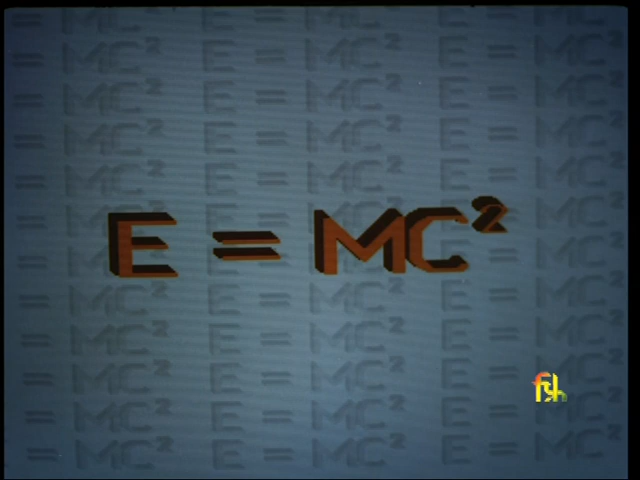 E = MC²